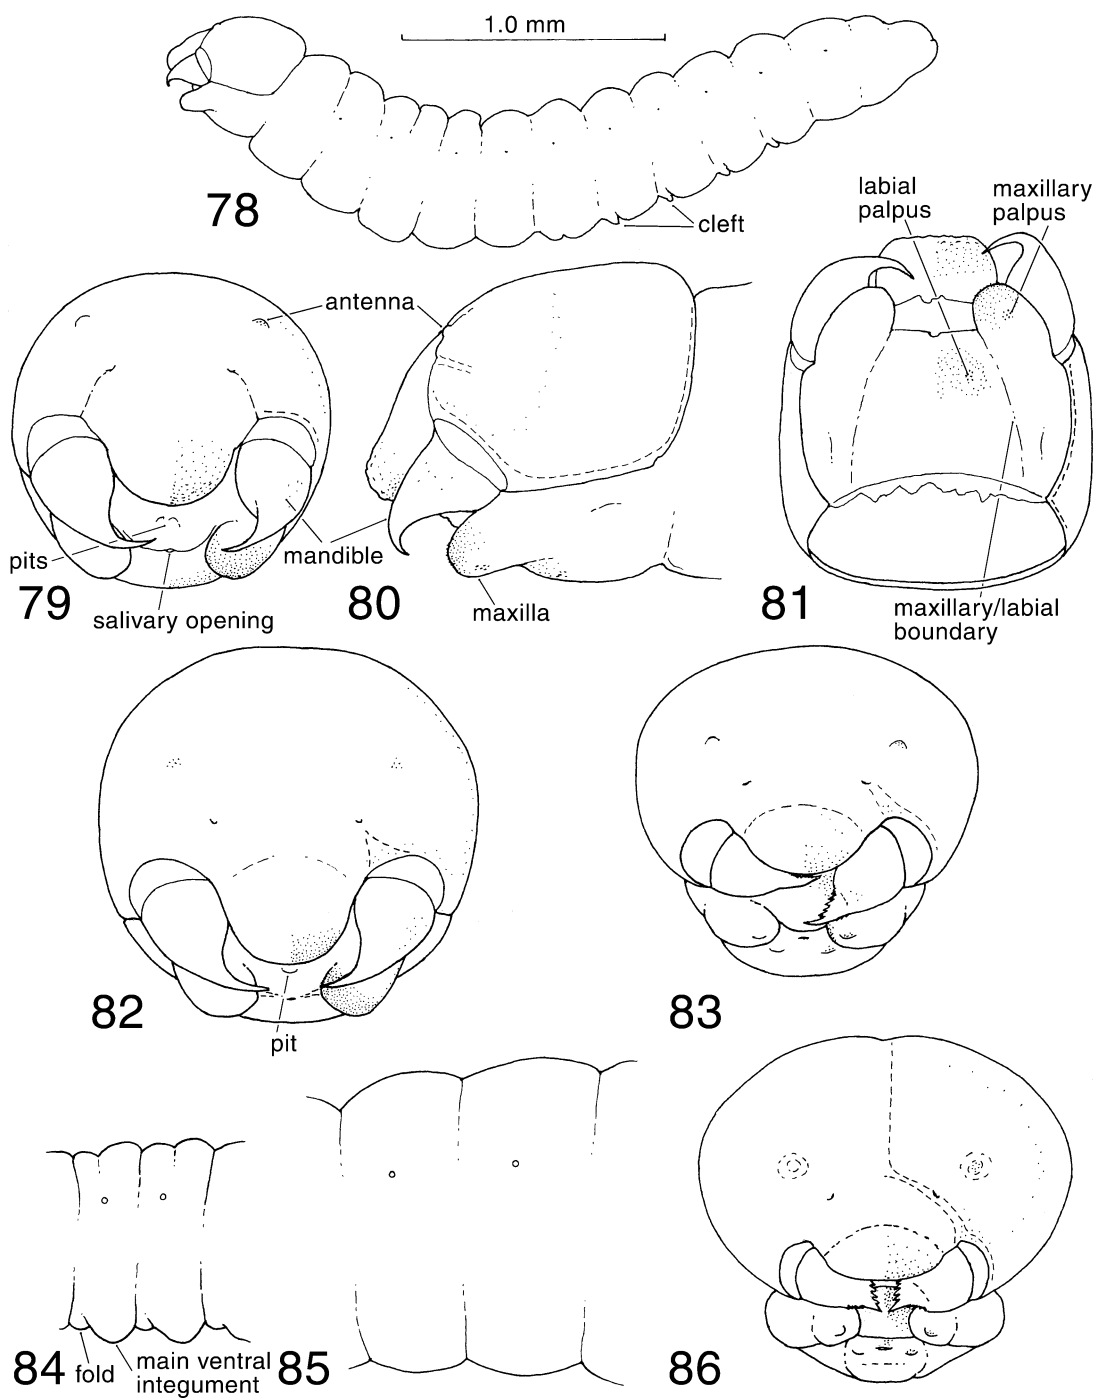 1.0 mm
78
cleft
labial
palpus
maxillary
palpus
antenna
pits
79
salivary opening
mandible
80
maxilla
81
maxillary/labial
boundary
82
pit
83
84
fold
main ventral
integument
85
86